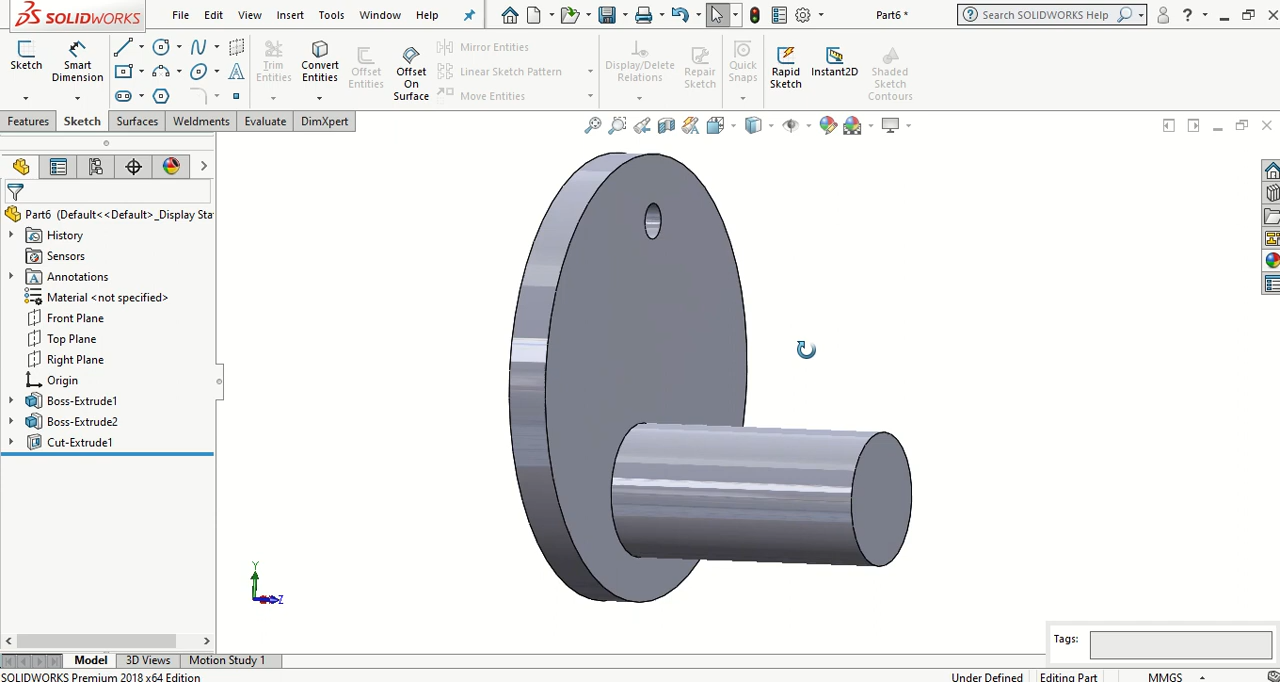 SOLIDWORKS File Edit View Insert Tools Window Help Part6 * Search SOLIDWORKS Help ?
Sketch Smart Dimension Trim Entities Convert Entities Offset Entities Offset On Surface Mirror Entities Linear Sketch Pattern Move Entities Display/Delete Relations Repair Sketch Quick Snaps Rapid Sketch Instant2D Shaded Sketch Contours
Features Sketch Surfaces Weldments Evaluate DimXpert
Part6 (Default<<Default>_Display Sta
History
Sensors
Annotations
Material <not specified>
Front Plane
Top Plane
Right Plane
Origin
Boss-Extrude1
Boss-Extrude2
Cut-Extrude1
Y
Z
Tags:
Model 3D Views Motion Study 1
SOLIDWORKS Premium 2018 x64 Edition Under Defined Editing Part MMGS